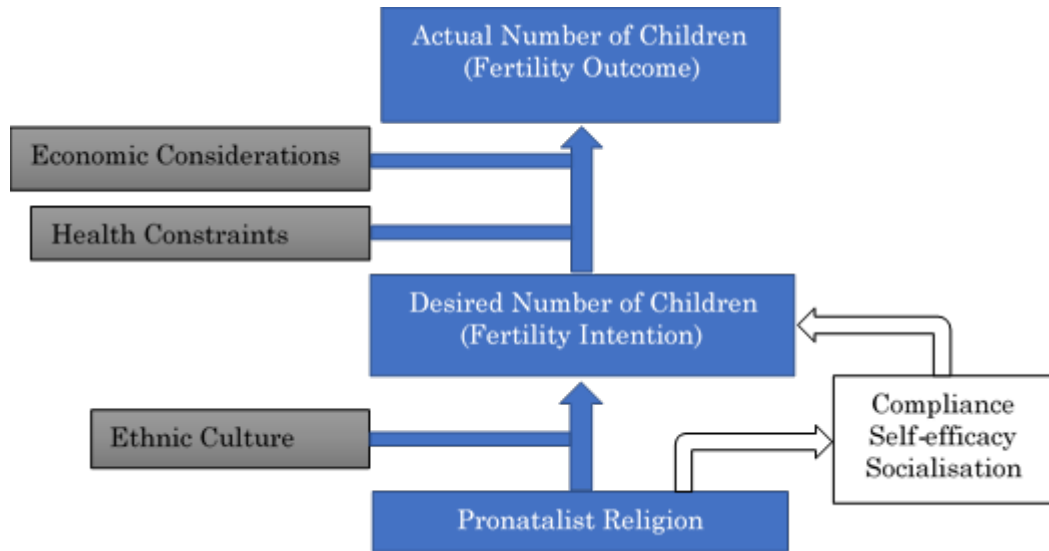 Actual Number of Children
(Fertility Outcome)
Economic Considerations
Health Constraints
Desired Number of Children
(Fertility Intention)
Compliance
Self-efficacy
Socialisation
Ethnic Culture
Pronatalist Religion